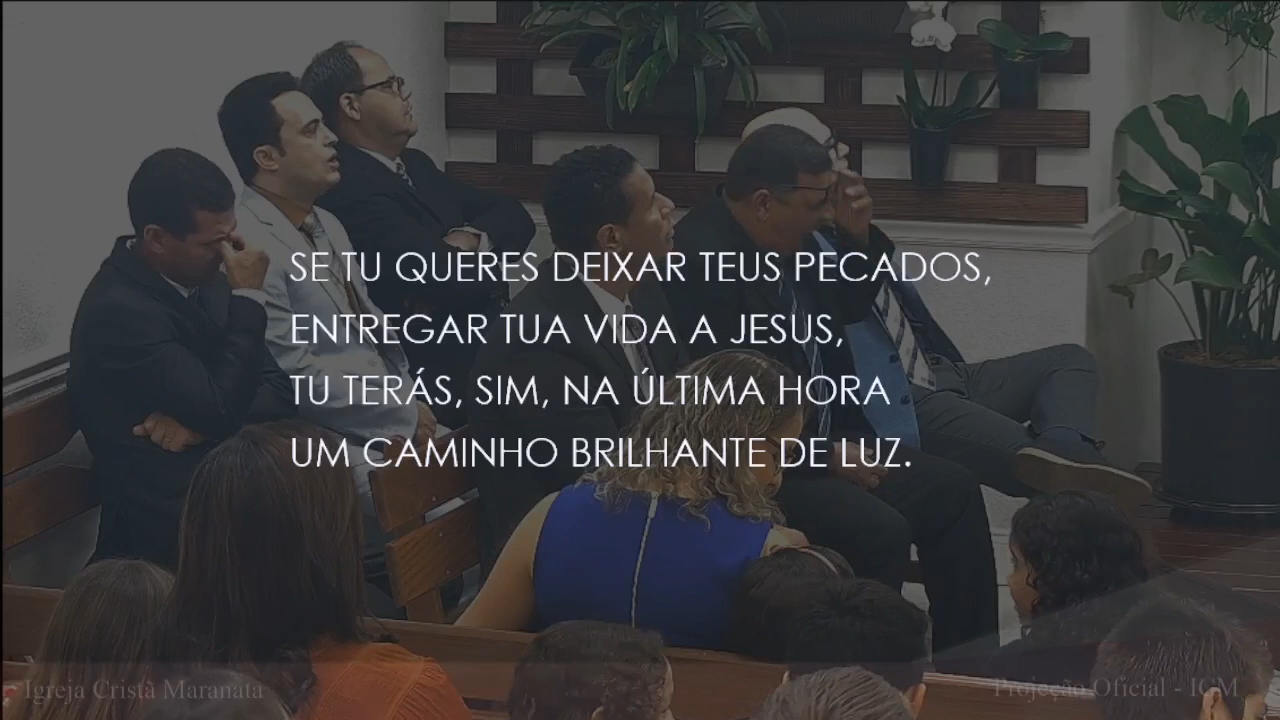 SE TU QUERES DEIXAR TEUS PECADOS,
ENTREGAR TUA VIDA A JESUS,
TU TERÁS, SIM, NA ÚLTIMA HORA
UM CAMINHO BRILHANTE DE LUZ.
Igreja Cristã Maranata
Projeção Oficial - ICM